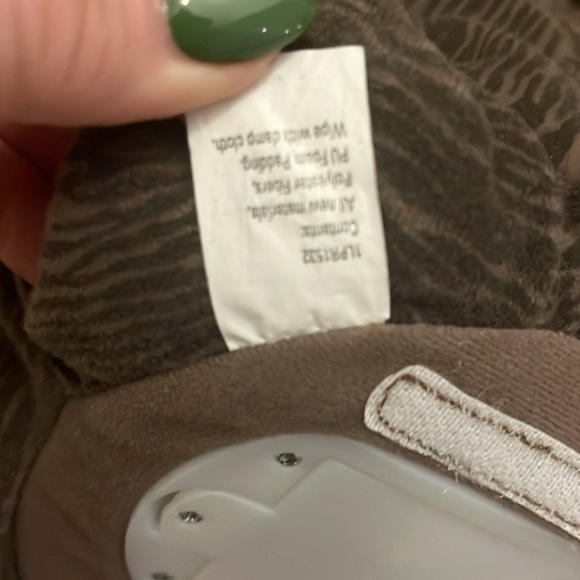 1LPR1532
Contents:
All new materials,
Polyester fibers,
PU Foam Padding.
Wipe with damp cloth.